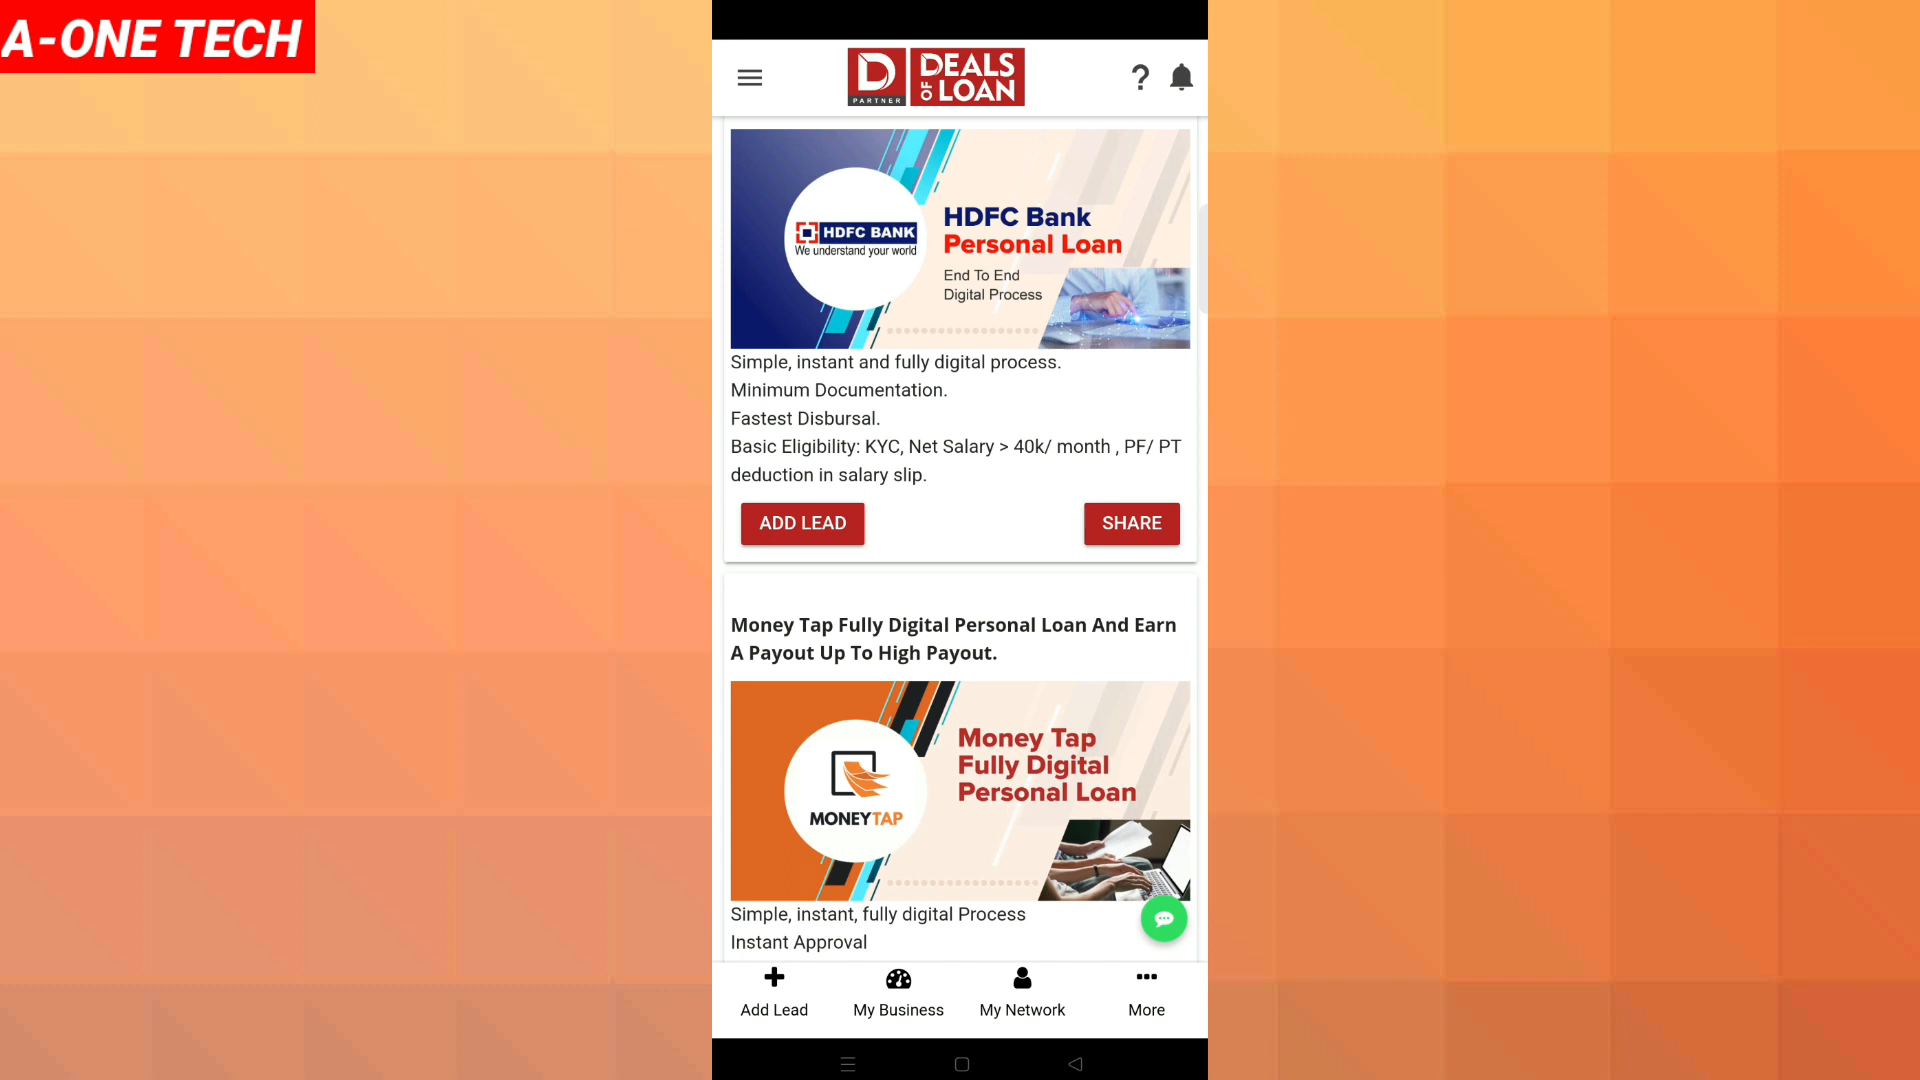 A-ONE TECH
D
PARTNER
DEALS
OF LOAN
?
HDFC BANK
We understand your world
HDFC Bank
Personal Loan
End To End
Digital Process
Simple, instant and fully digital process.
Minimum Documentation.
Fastest Disbursal.
Basic Eligibility: KYC, Net Salary > 40k/ month , PF/ PT
deduction in salary slip.
ADD LEAD
SHARE
Money Tap Fully Digital Personal Loan And Earn
A Payout Up To High Payout.
MONEYTAP
Money Tap
Fully Digital
Personal Loan
Simple, instant, fully digital Process
Instant Approval
Add Lead
My Business
My Network
More